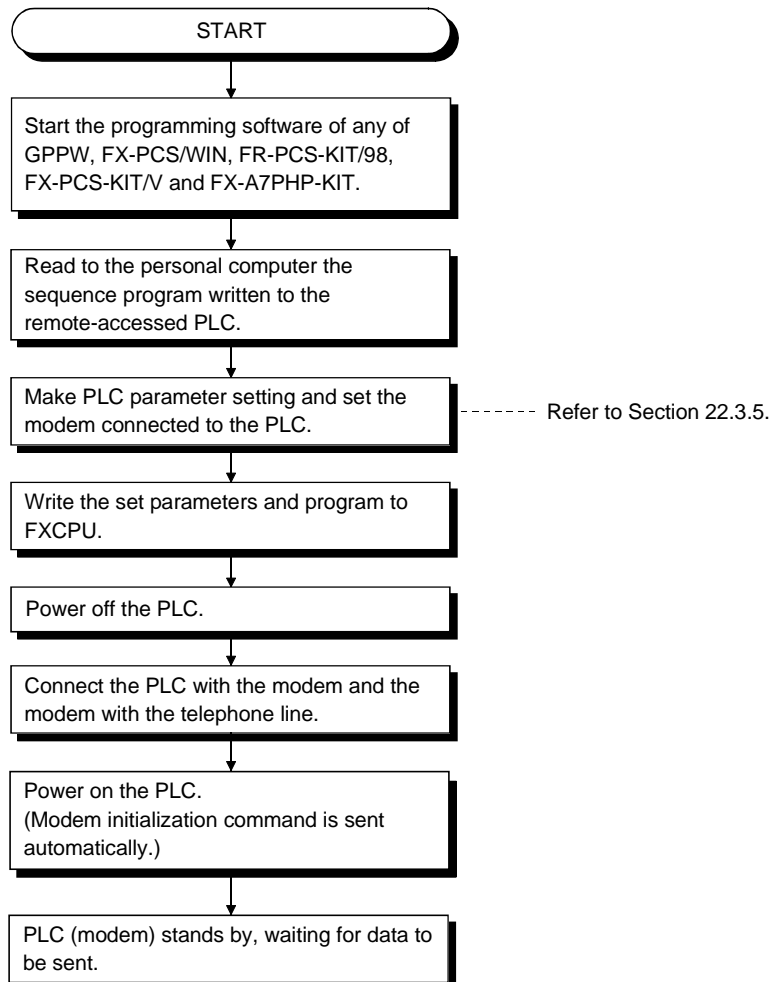 START
Start the programming software of any of
GPPW, FX-PCS/WIN, FR-PCS-KIT/98,
FX-PCS-KIT/V and FX-A7PHP-KIT.
Read to the personal computer the
sequence program written to the
remote-accessed PLC.
Make PLC parameter setting and set the
modem connected to the PLC.
Refer to Section 22.3.5.
Write the set parameters and program to
FXCPU.
Power off the PLC.
Connect the PLC with the modem and the
modem with the telephone line.
Power on the PLC.
(Modem initialization command is sent
automatically.)
PLC (modem) stands by, waiting for data to
be sent.